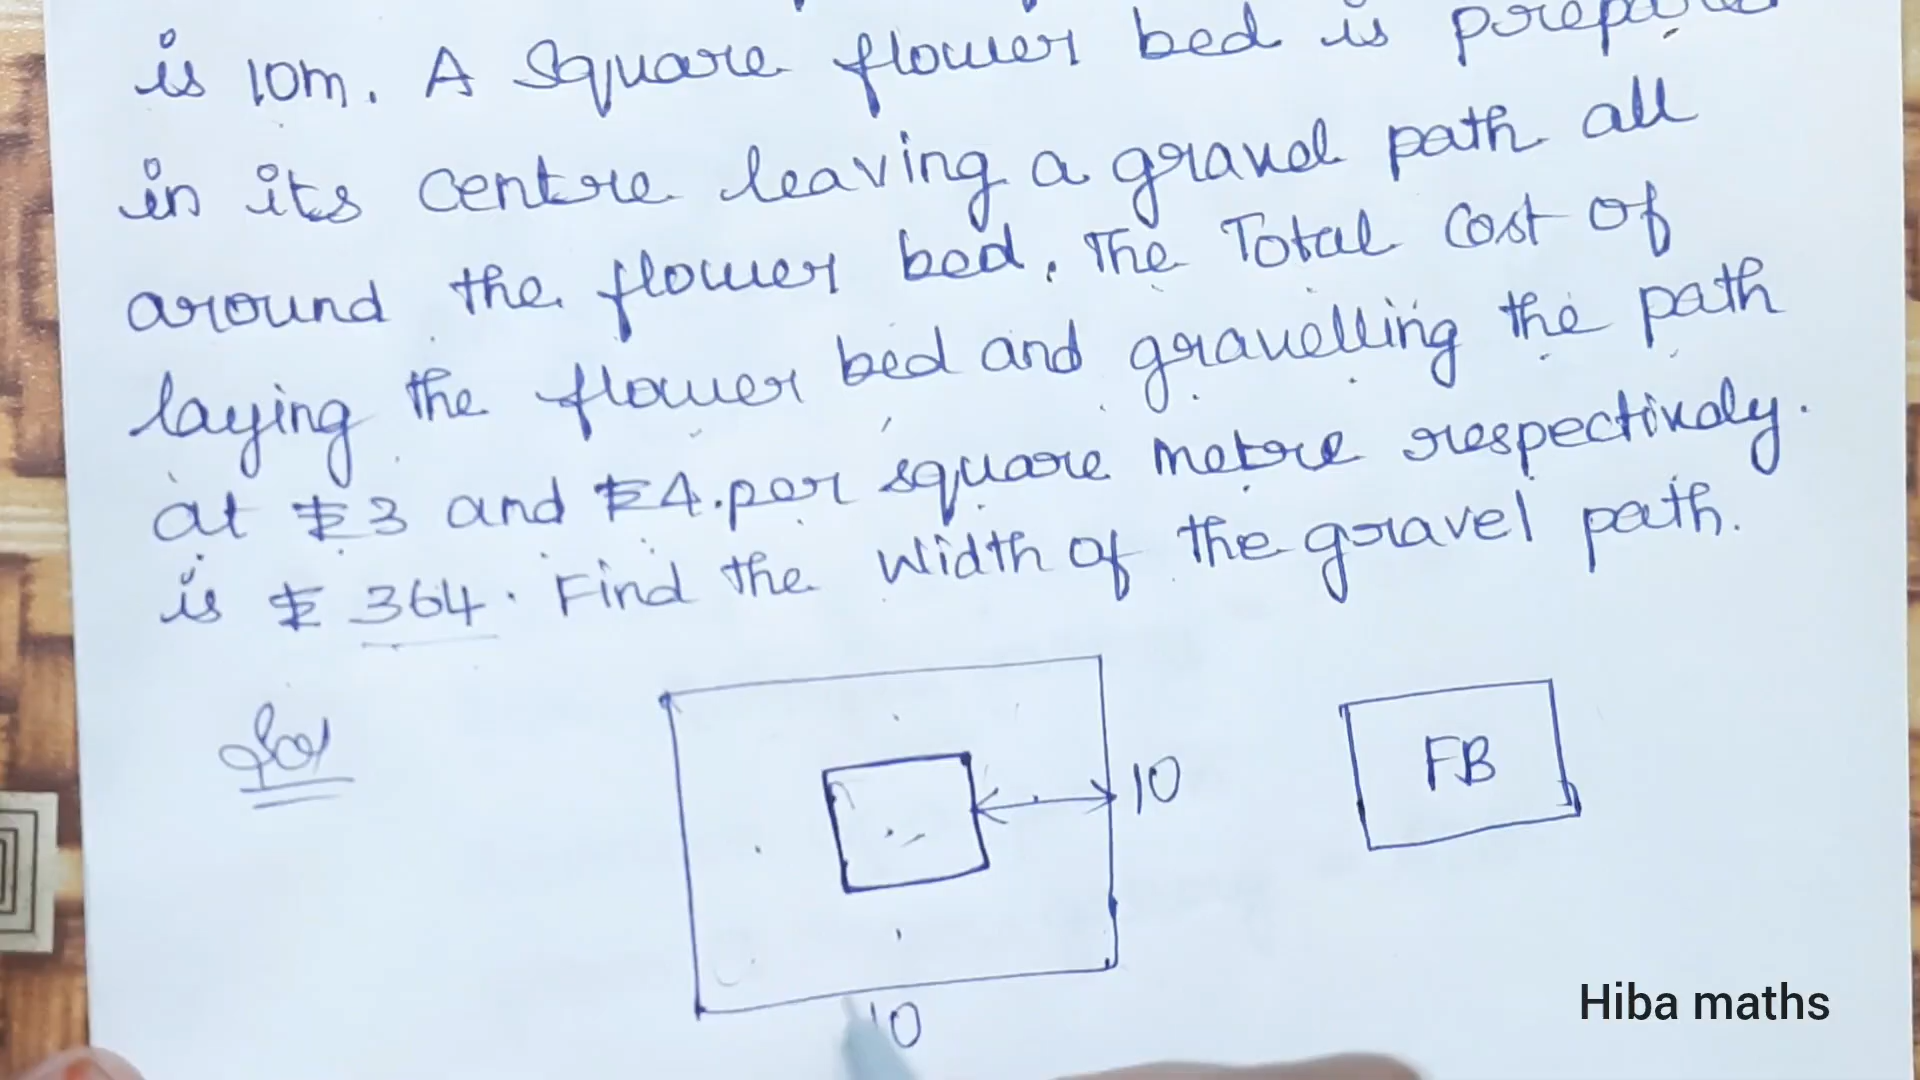 is 10m. A Square flower bed is prepared
in its Centre leaving a gravel path all
around the flower bed. The Total Cost of
laying the flower bed and gravelling the path
at ₹3 and ₹4.per square metre respectively.
is ₹ 364. Find the width of the gravel path.
Sol
10
FB
10
Hiba maths